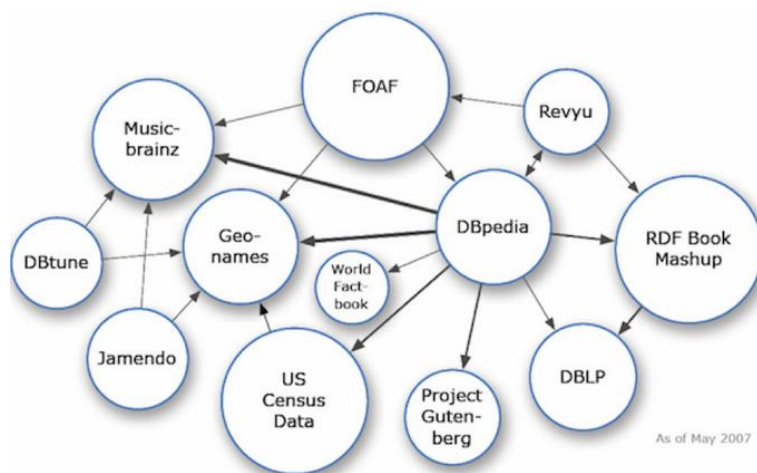 FOAF
Revyu
Music-
brainz
DBpedia
RDF Book
Mashup
DBtune
Geo-
names
World
Fact-
book
Jamendo
US
Census
Data
Project
Guten-
berg
DBLP
As of May 2007